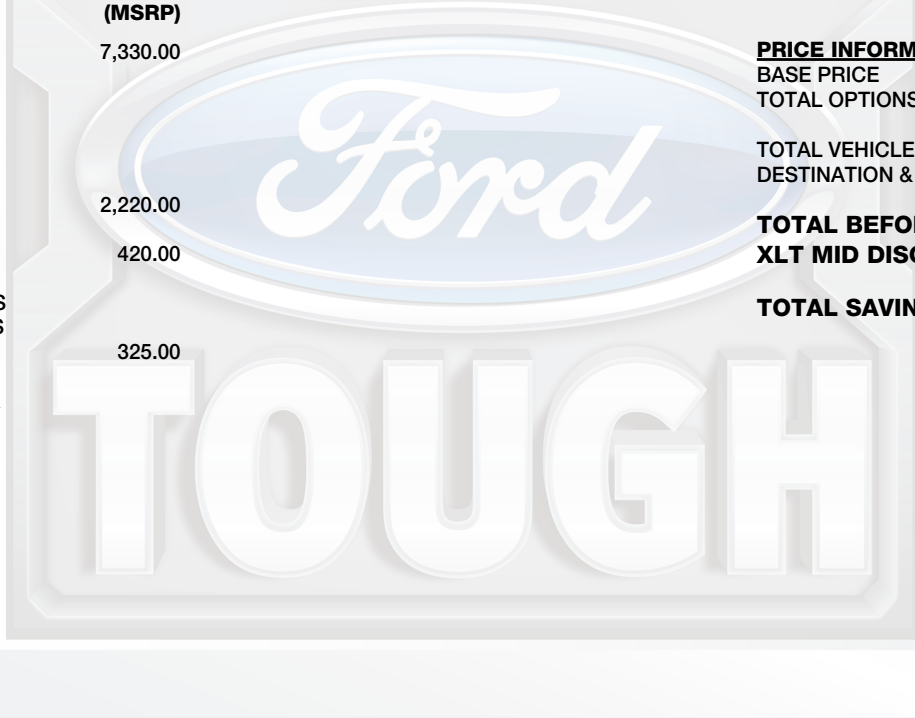 (MSRP)
7,330.00
2,220.00
420.00
S
S
325.00
PRICE INFORM
BASE PRICE
TOTAL OPTIONS
TOTAL VEHICLE
DESTINATION &
TOTAL BEFO
XLT MID DISC
TOTAL SAVIN
Ford
TOUGH